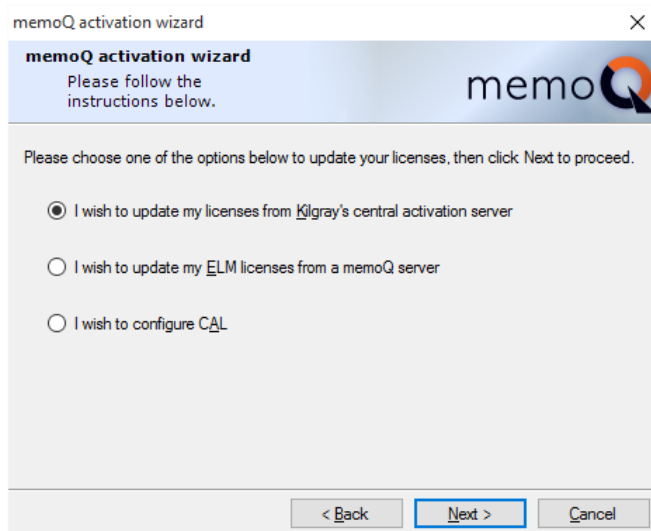 memoQ activation wizard
memoQ activation wizard
Please follow the
instructions below.
memoQ
Please choose one of the options below to update your licenses, then click Next to proceed.
I wish to update my licenses from Kilgray's central activation server
I wish to update my ELM licenses from a memoQ server
I wish to configure CAL
< Back
Next >
Cancel